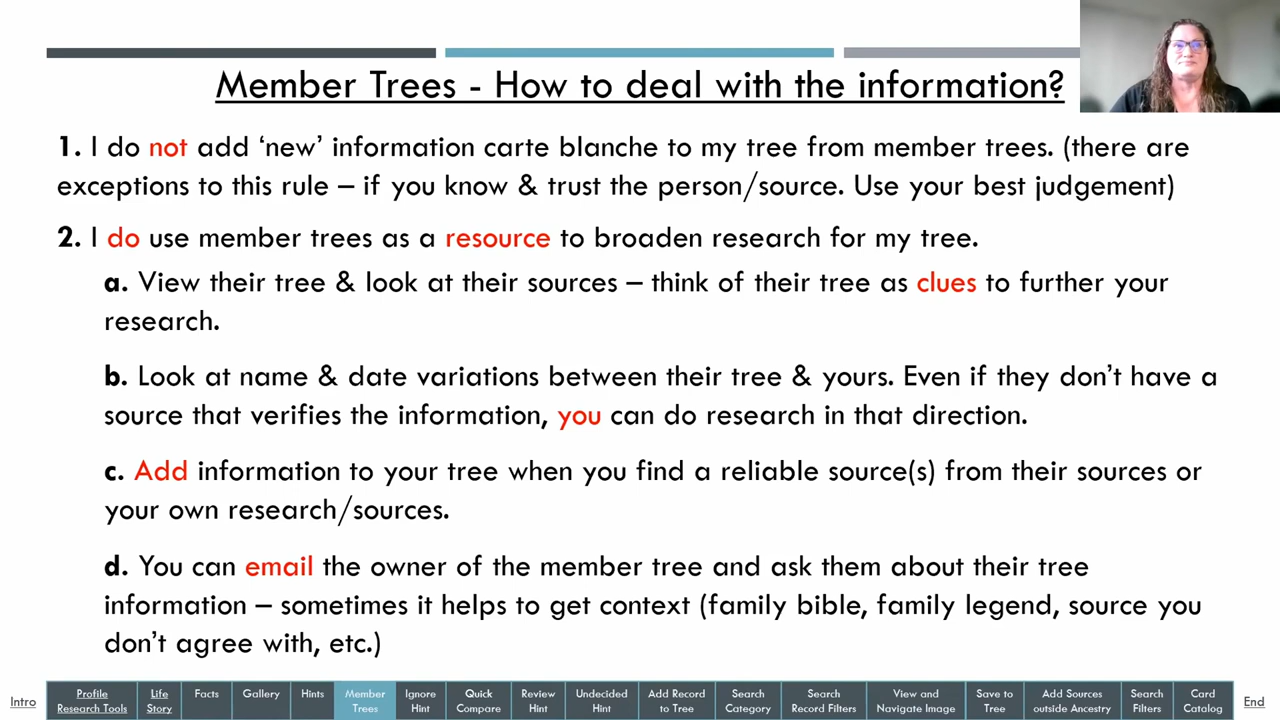 Member Trees - How to deal with the information?
1. I do not add ‘new’ information carte blanche to my tree from member trees. (there are
exceptions to this rule – if you know & trust the person/source. Use your best judgement)
2. I do use member trees as a resource to broaden research for my tree.
a. View their tree & look at their sources – think of their tree as clues to further your
research.
b. Look at name & date variations between their tree & yours. Even if they don’t have a
source that verifies the information, you can do research in that direction.
c. Add information to your tree when you find a reliable source(s) from their sources or
your own research/sources.
d. You can email the owner of the member tree and ask them about their tree
information – sometimes it helps to get context (family bible, family legend, source you
don’t agree with, etc.)
Intro
Profile
Research Tools
Life
Story
Facts
Gallery
Hints
Member
Trees
Ignore
Hint
Quick
Compare
Review
Hint
Undecided
Hint
Add Record
to Tree
Search
Category
Search
Record Filters
View and
Navigate Image
Save to
Tree
Add Sources
outside Ancestry
Search
Filters
Card
Catalog
End